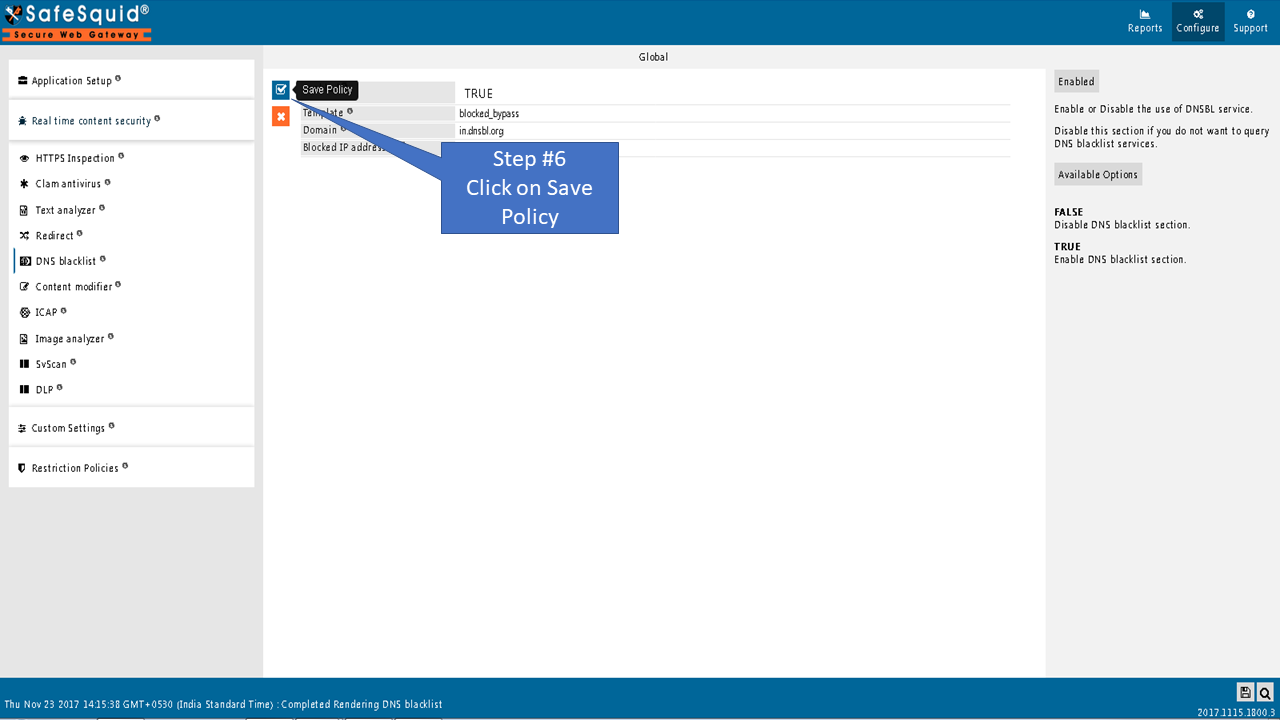 SafeSquid®
Secure Web Gateway
Reports
Configure
Support
Application Setup
Real time content security
HTTPS Inspection
Clam antivirus
Text analyzer
Redirect
DNS blacklist
Content modifier
ICAP
Image analyzer
SvScan
DLP
Custom Settings
Restriction Policies
Global
Save Policy
TRUE
Template
blocked_bypass
Domain
in.dnsbl.org
Blocked IP
Step #6
Click on Save
Policy
Enabled
Enable or Disable the use of DNSBL service.
Disable this section if you do not want to query
DNS blacklist services.
Available Options
FALSE
Disable DNS blacklist section.
TRUE
Enable DNS blacklist section.
Thu Nov 23 2017 14:15:38 GMT+0530 (India Standard Time) : Completed Rendering DNS blacklist
2017.1115.1800.3